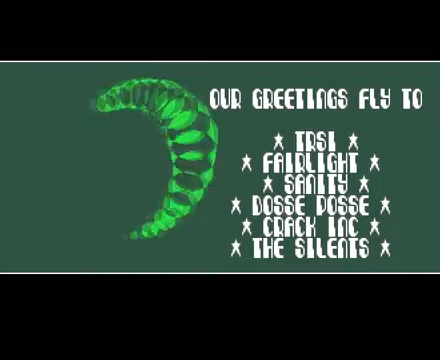 OUR GREETINGS FLY TO
★ TRSI ★
★ FAIRLIGHT ★
★ SANITY ★
★ DOSSE POSSE ★
★ CRACK INC ★
★ THE SILENTS ★